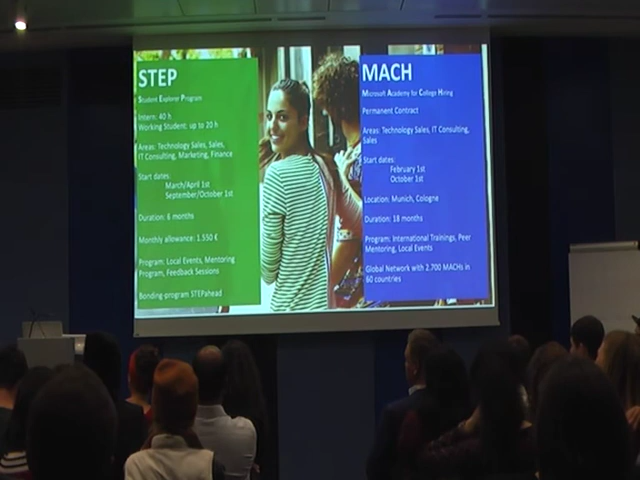 STEP
Student Explorer Program
Intern: 40 h
Working Student: up to 20 h
Areas: Technology Sales, Sales,
IT Consulting, Marketing, Finance
Start dates:
March/April 1st
September/October 1st
Duration: 6 months
Monthly allowance: 1.550 €
Program: Local Events, Mentoring
Program, Feedback Sessions
Bonding-program STEPahead
MACH
Microsoft Academy for College Hiring
Permanent Contract
Areas: Technology Sales, IT Consulting,
Sales
Start dates:
February 1st
October 1st
Location: Munich, Cologne
Duration: 18 months
Program: International Trainings, Peer
Mentoring, Local Events
Global Network with 2.700 MACHs in
60 countries